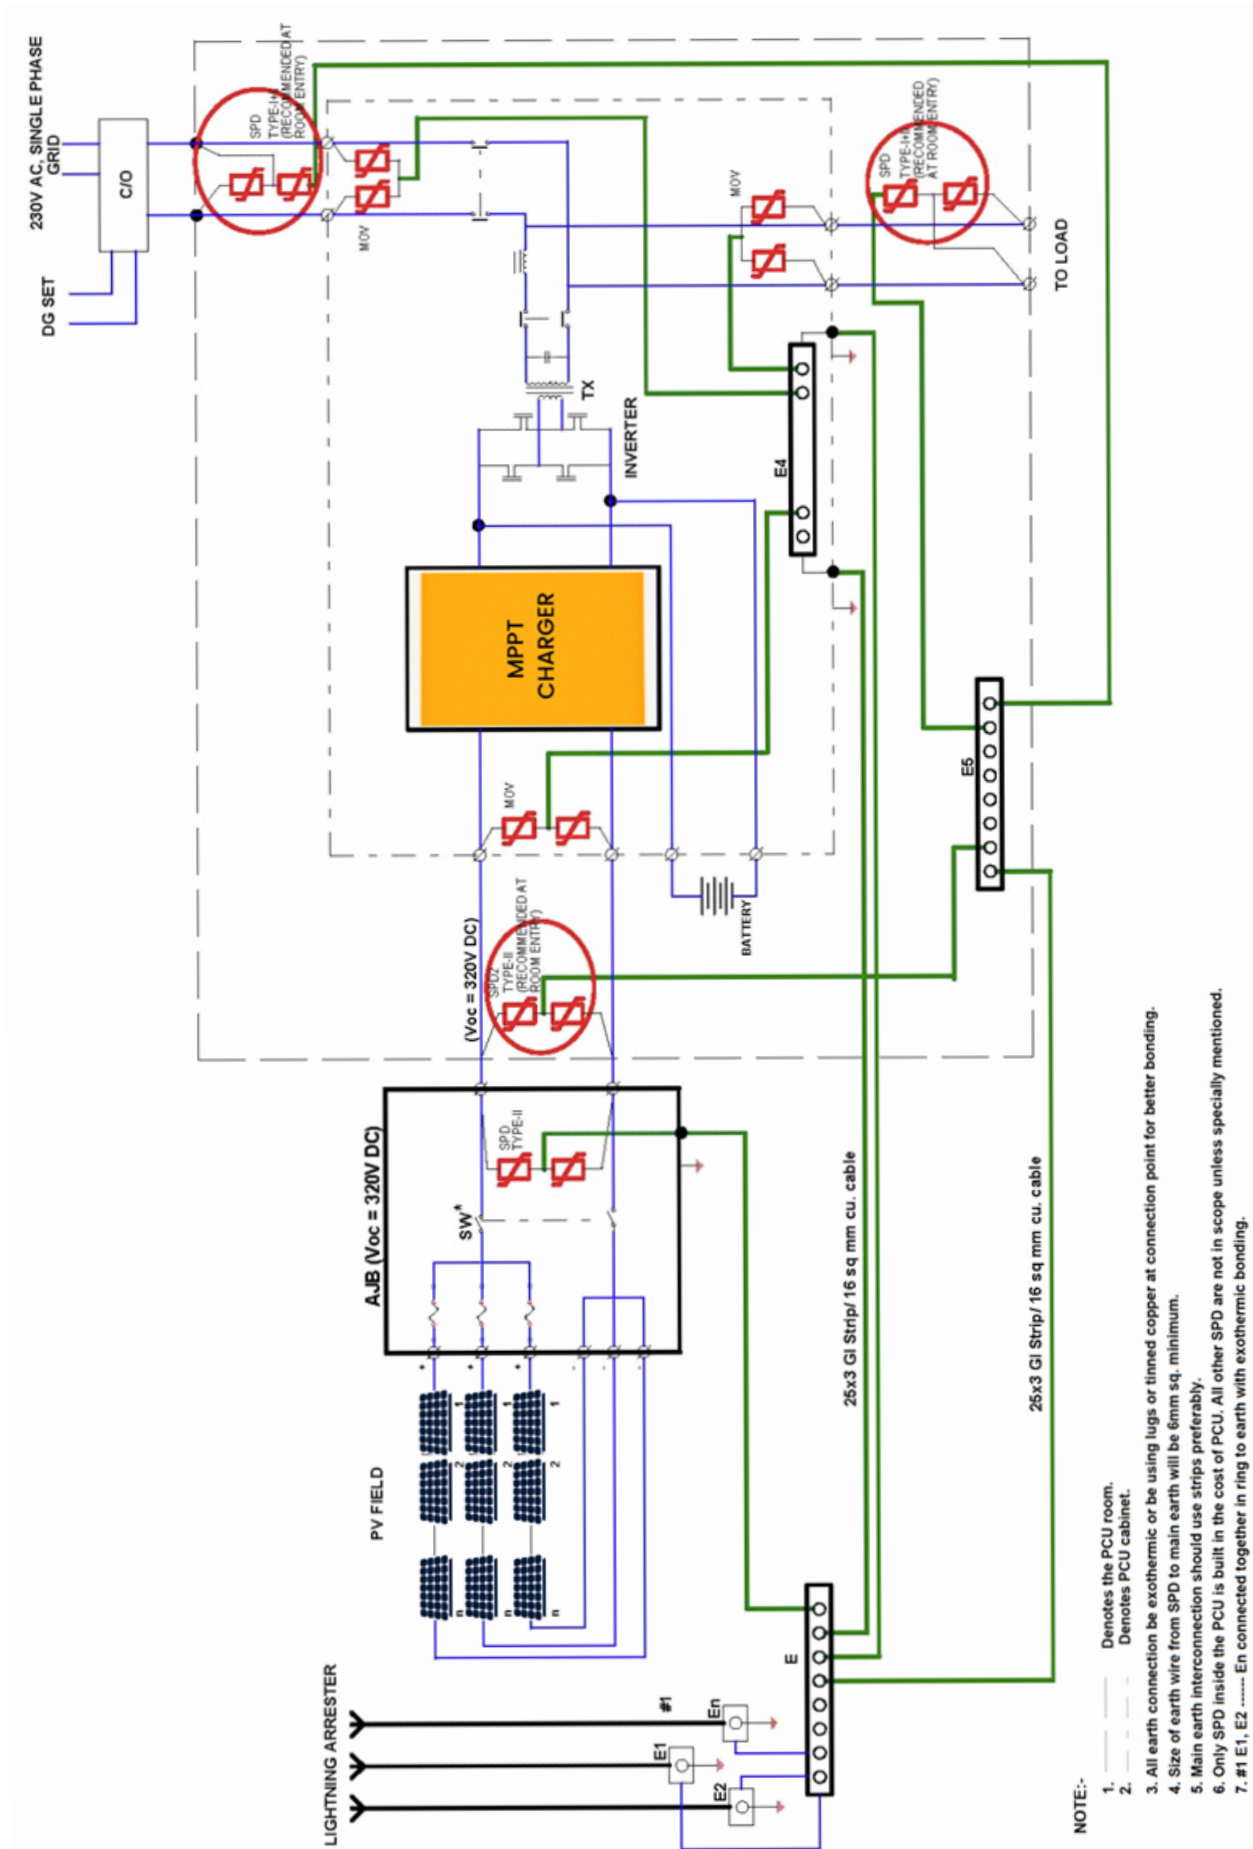 230V AC, SINGLE PHASE
GRID
DG SET
C/O
SPD
(RECOMMENDED AT
ROOM ENTRY)
MOV
LIGHTNING ARRESTER
PV FIELD
AJB (Voc = 320V DC)
(Voc = 320V DC)
+
+
+
-
-
-
n
2
1
n
2
1
n
2
1
SW*
SPD
TYPE-II
SPD2
TYPE-II
(RECOMMENDED AT
ROOM ENTRY)
MOV
MPPT
CHARGER
TX
INVERTER
BATTERY
MOV
SPD
(RECOMMENDED
AT ROOM ENTRY)
TO LOAD
#1
E1
E2
En
E
E4
E5
25x3 GI Strip/ 16 sq mm cu. cable
25x3 GI Strip/ 16 sq mm cu. cable
NOTE:-
1. Denotes the PCU room.
2. Denotes PCU cabinet.
3. All earth connection be exothermic or be using lugs or tinned copper at connection point for better bonding.
4. Size of earth wire from SPD to main earth will be 6mm sq. minimum.
5. Main earth interconnection should use strips preferably.
6. Only SPD inside the PCU is built in the cost of PCU. All other SPD are not in scope unless specially mentioned.
7. #1 E1, E2 ------ En connected together in ring to earth with exothermic bonding.